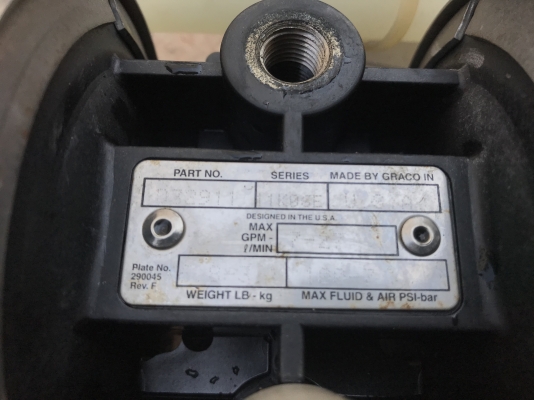 PART NO. SERIES MADE BY GRACO IN
DESIGNED IN THE U.S.A.
MAX
GPM -
l/MIN
Plate No.
290045
Rev. F
WEIGHT LB - kg MAX FLUID & AIR PSI-bar